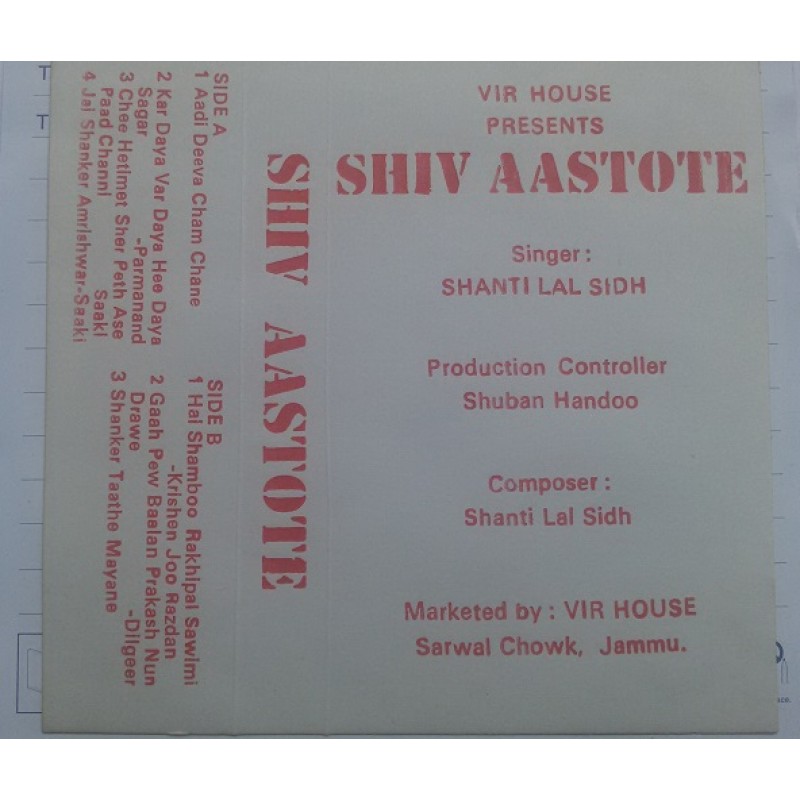 VIR HOUSE
PRESENTS
SHIV AASTOTE
Singer :
SHANTI LAL SIDH
Production Controller
Shuban Handoo
Composer :
Shanti Lal Sidh
Marketed by : VIR HOUSE
Sarwal Chowk, Jammu.
SHIV AASTOTE
SIDE A
1 Aadi Deeva Cham Chane
2 Kar Daya Var Daya Hee Daya
Sagar -Parmanand
3 Chee Hetimet Sher Peth Ase
Paad Channi Saaki
4 Jai Shanker Amrishwar-Saaki
SIDE B
1 Hai Shamboo Rakhipal Sawimi
-Krishen Joo Razdan
2 Gaah Pew Baalan Prakash Nun
Drawe -Dilgeer
3 Shanker Taathe Mayane